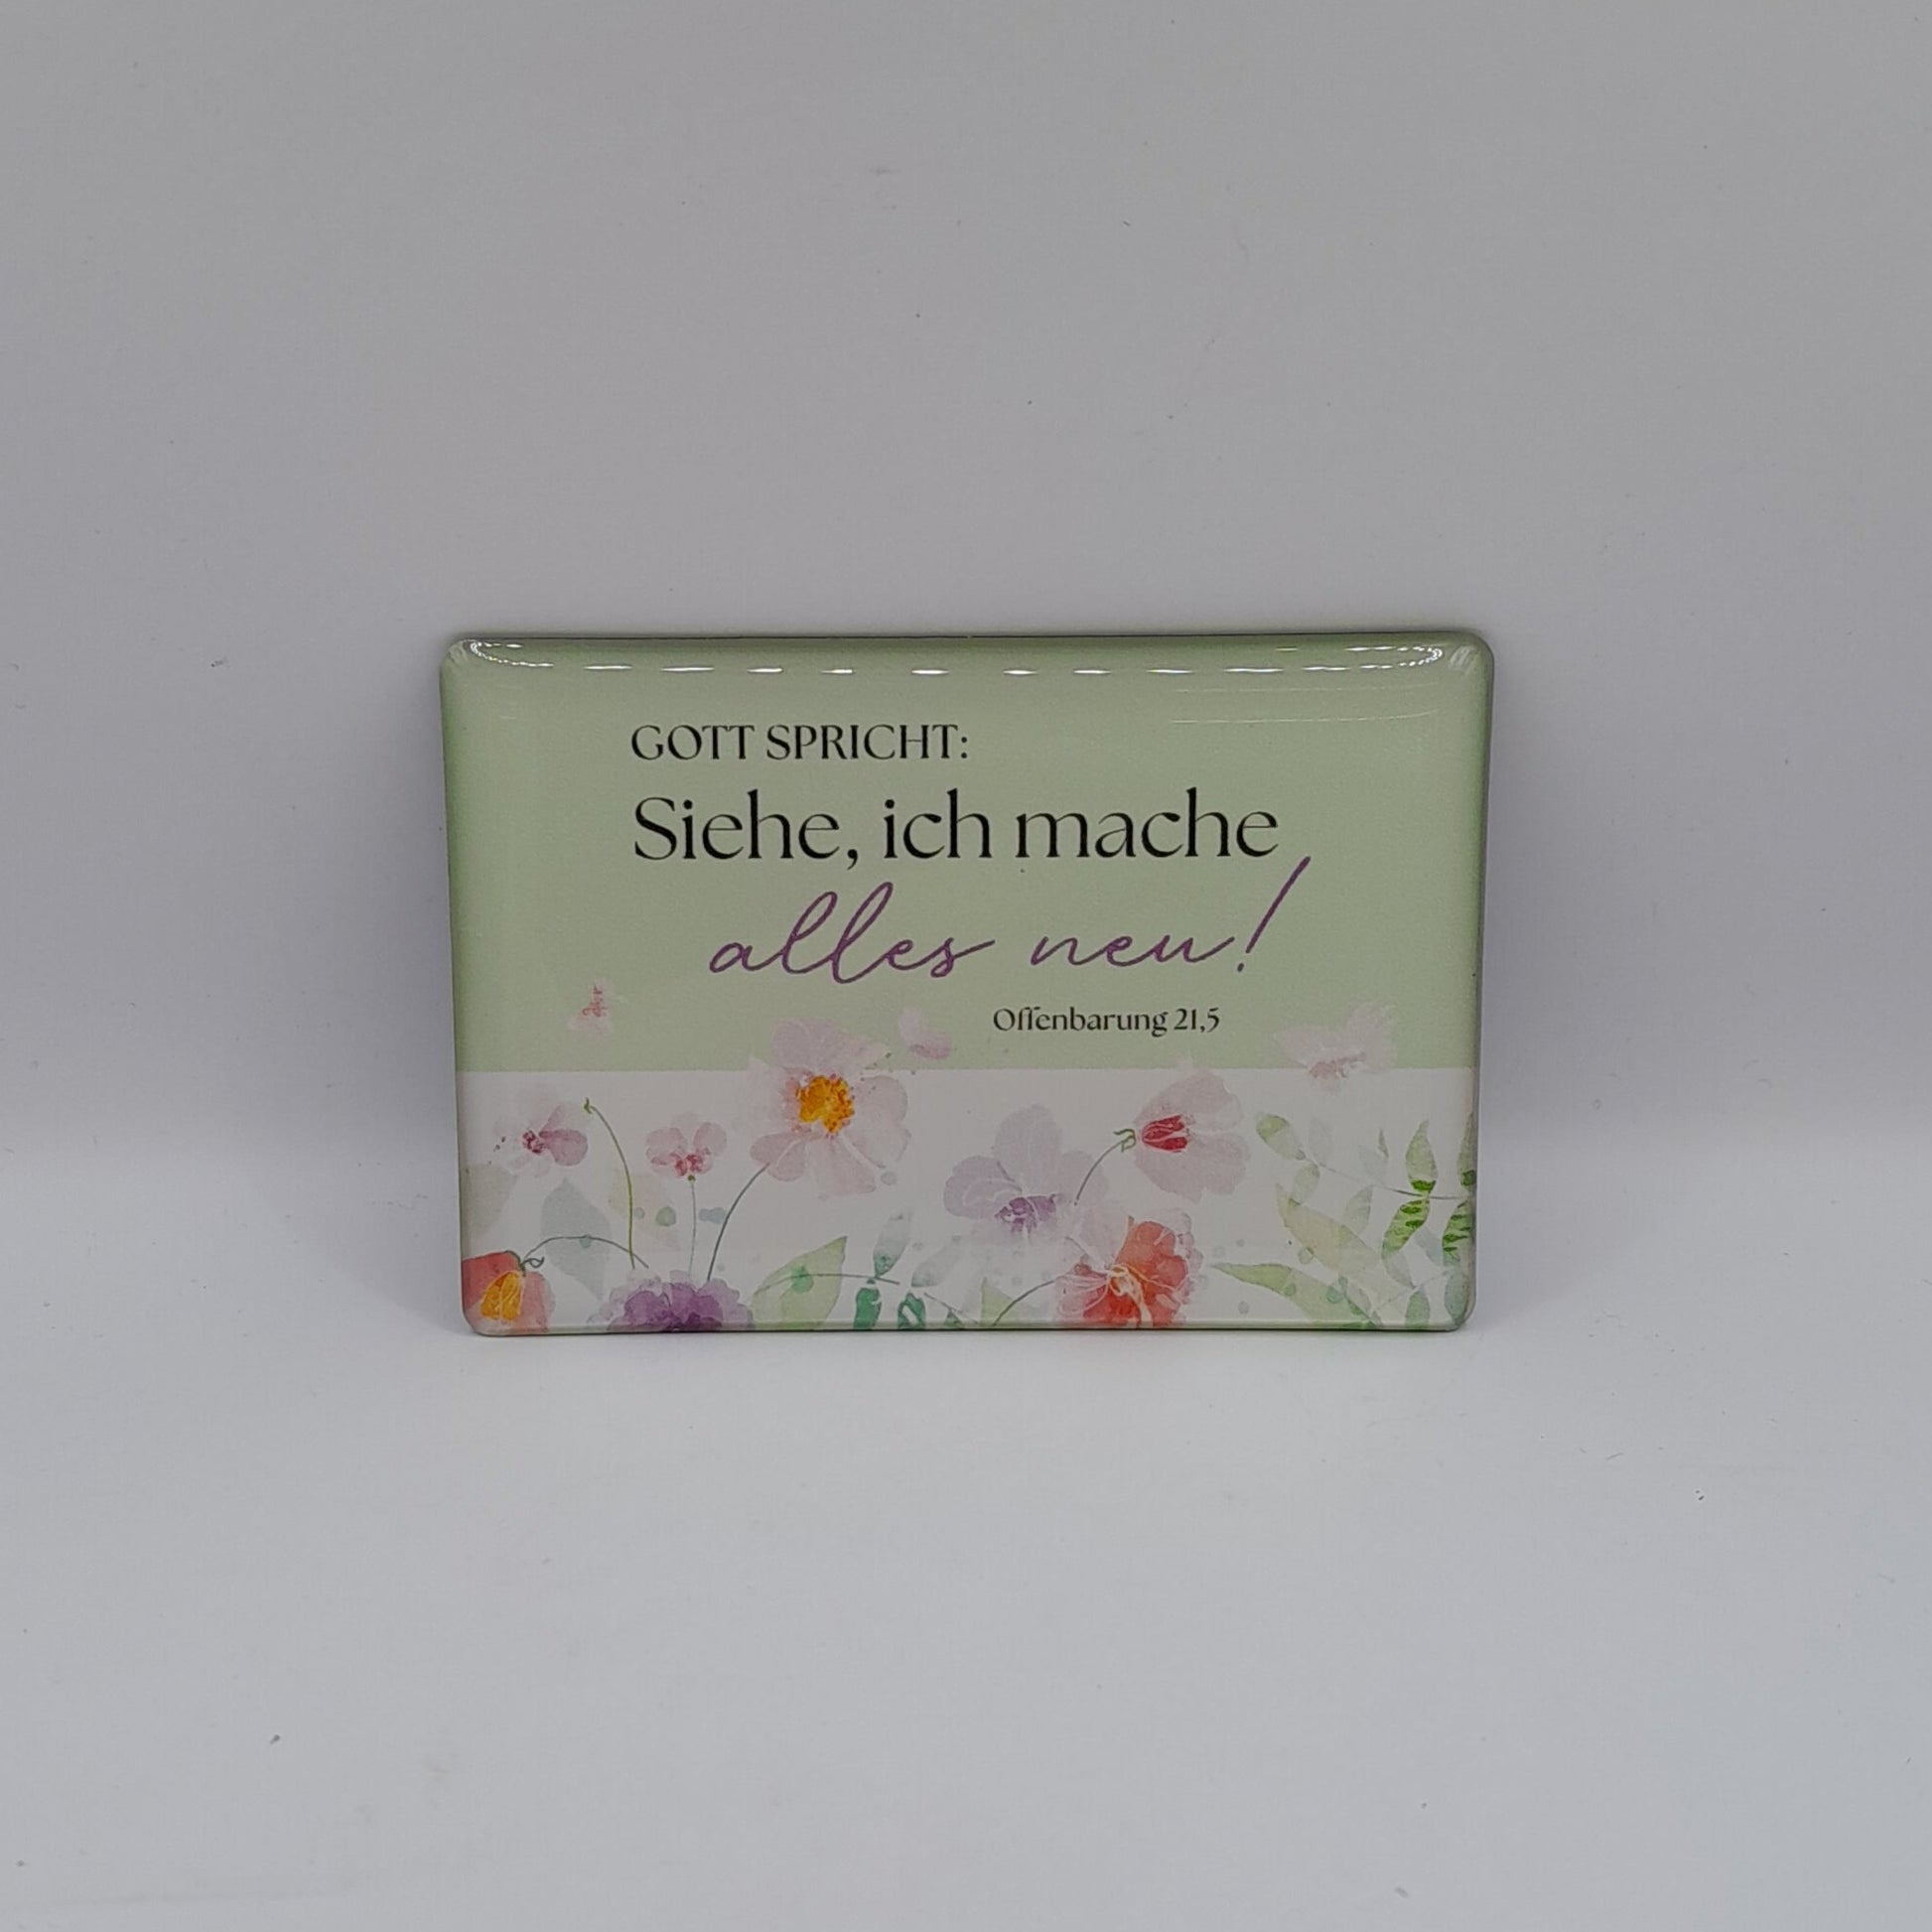 GOTT SPRICHT:
Siehe, ich mache
alles neu!
Offenbarung 21,5